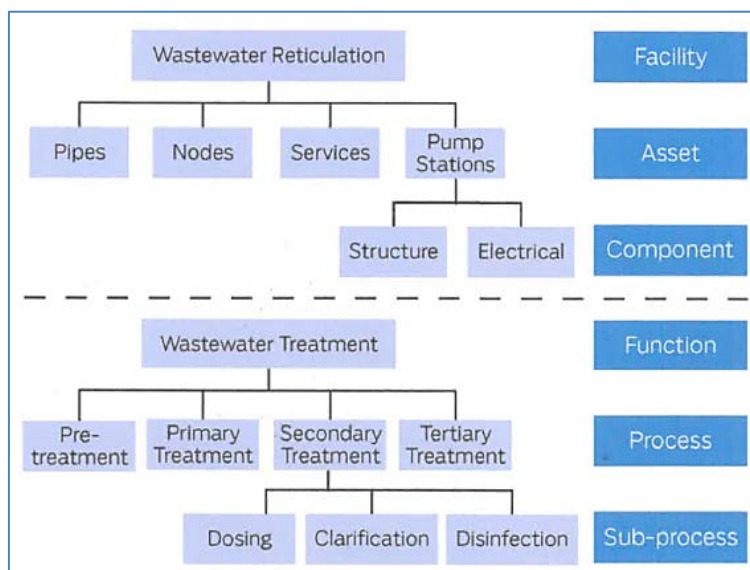 Wastewater Reticulation
Facility
Pipes
Nodes
Services
Pump
Stations
Asset
Structure
Electrical
Component
Wastewater Treatment
Function
Pre-
treatment
Primary
Treatment
Secondary
Treatment
Tertiary
Treatment
Process
Dosing
Clarification
Disinfection
Sub-process